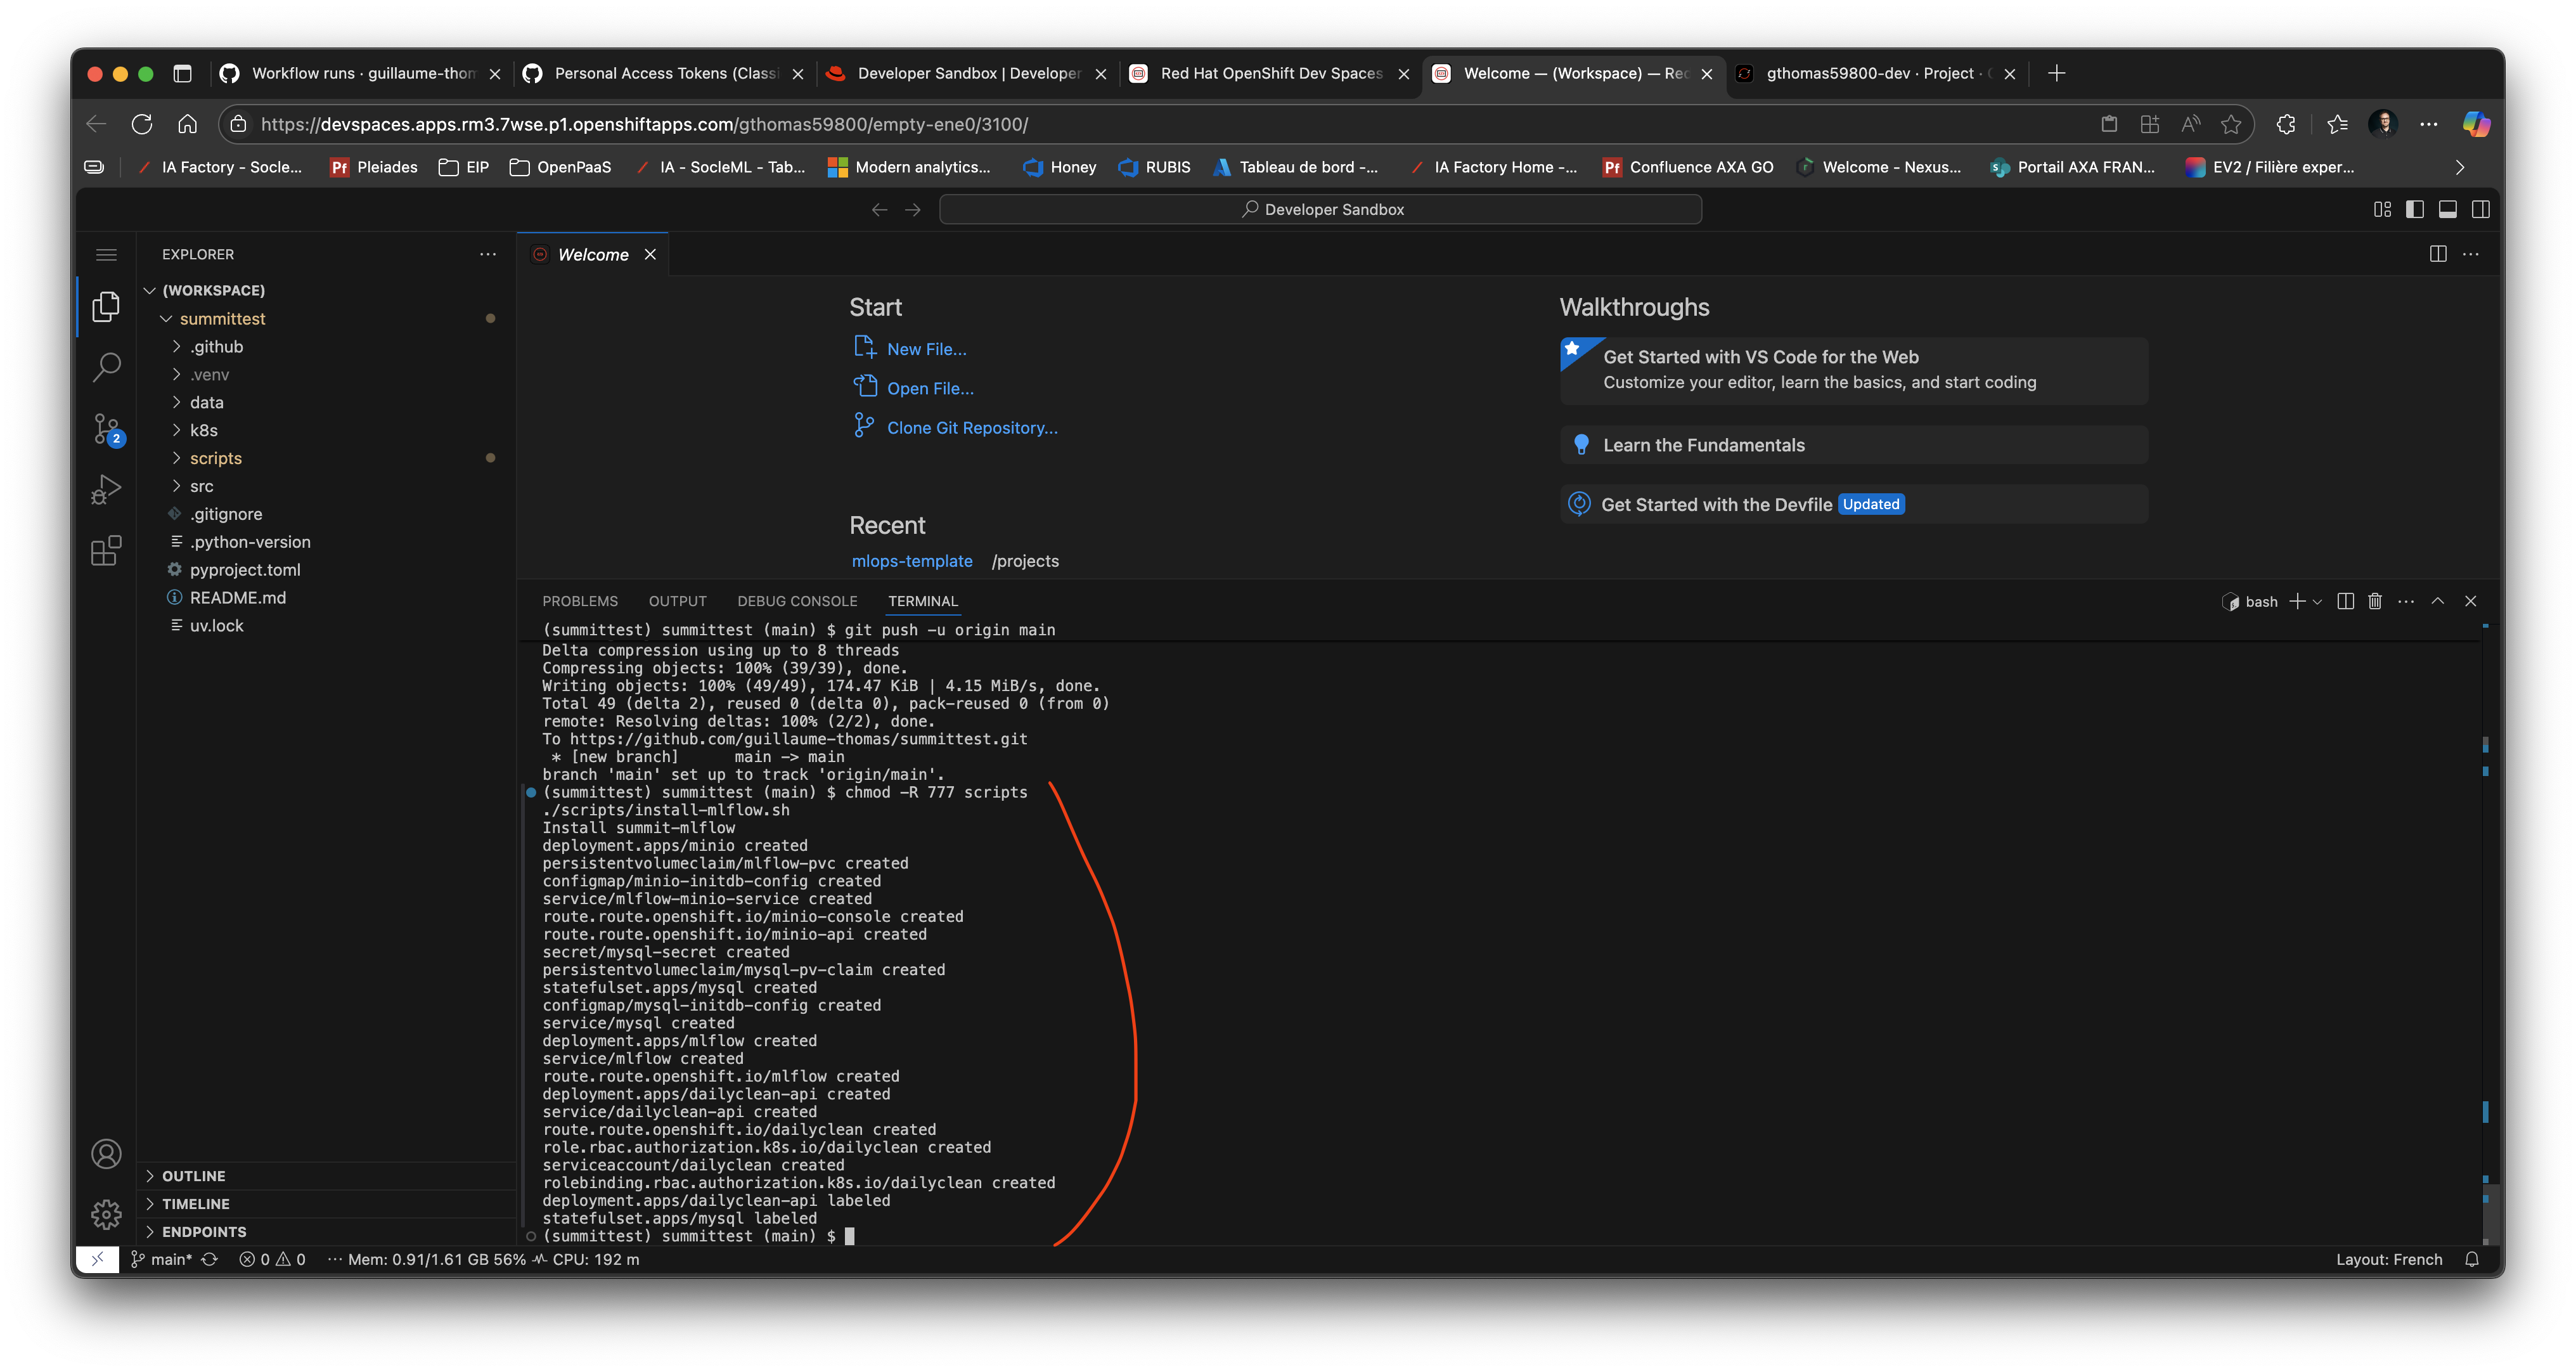 Workflow runs · guillaume-thom
Personal Access Tokens (Classi
Developer Sandbox | Developer
Red Hat OpenShift Dev Spaces
Welcome — (Workspace) — Red
gthomas59800-dev · Project ·
https://devspaces.apps.rm3.7wse.p1.openshiftapps.com/gthomas59800/empty-ene0/3100/
IA Factory - Socle...
Pf Pleiades
EIP
OpenPaaS
IA - SocleML - Tab...
Modern analytics...
Honey
RUBIS
Tableau de bord -...
IA Factory Home -...
Pf Confluence AXA GO
Welcome - Nexus...
Portail AXA FRAN...
EV2 / Filière exper...
Developer Sandbox
EXPLORER
Welcome
(WORKSPACE)
summittest
.github
.venv
data
k8s
2
scripts
src
.gitignore
.python-version
pyproject.toml
README.md
uv.lock
Start
New File...
Open File...
Clone Git Repository...
Recent
mlops-template /projects
Walkthroughs
Get Started with VS Code for the Web
Customize your editor, learn the basics, and start coding
Learn the Fundamentals
Get Started with the Devfile Updated
PROBLEMS OUTPUT DEBUG CONSOLE TERMINAL
bash
(summittest) summittest (main) $ git push -u origin main
Delta compression using up to 8 threads
Compressing objects: 100% (39/39), done.
Writing objects: 100% (49/49), 174.47 KiB | 4.15 MiB/s, done.
Total 49 (delta 2), reused 0 (delta 0), pack-reused 0 (from 0)
remote: Resolving deltas: 100% (2/2), done.
To https://github.com/guillaume-thomas/summittest.git
* [new branch] main -> main
branch 'main' set up to track 'origin/main'.
(summittest) summittest (main) $ chmod -R 777 scripts
./scripts/install-mlflow.sh
Install summit-mlflow
deployment.apps/minio created
persistentvolumeclaim/mlflow-pvc created
configmap/minio-initdb-config created
service/mlflow-minio-service created
route.route.openshift.io/minio-console created
route.route.openshift.io/minio-api created
secret/mysql-secret created
persistentvolumeclaim/mysql-pv-claim created
statefulset.apps/mysql created
configmap/mysql-initdb-config created
service/mysql created
deployment.apps/mlflow created
service/mlflow created
route.route.openshift.io/mlflow created
deployment.apps/dailyclean-api created
service/dailyclean-api created
route.route.openshift.io/dailyclean created
role.rbac.authorization.k8s.io/dailyclean created
serviceaccount/dailyclean created
rolebinding.rbac.authorization.k8s.io/dailyclean created
deployment.apps/dailyclean-api labeled
statefulset.apps/mysql labeled
(summittest) summittest (main) $
OUTLINE
TIMELINE
ENDPOINTS
main* 0 0 ··· Mem: 0.91/1.61 GB 56% CPU: 192 m
Layout: French